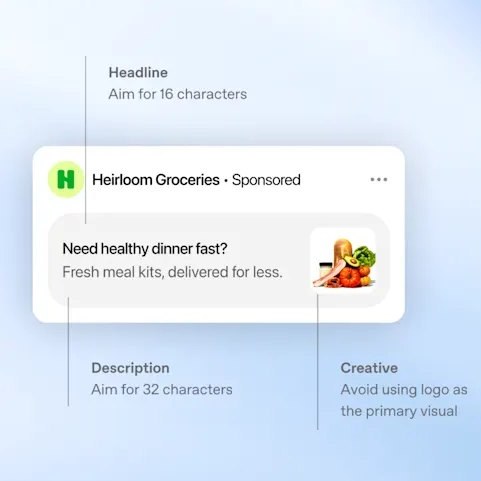 Headline
Aim for 16 characters
H
Heirloom Groceries • Sponsored
Need healthy dinner fast?
Fresh meal kits, delivered for less.
Description
Aim for 32 characters
Creative
Avoid using logo as
the primary visual